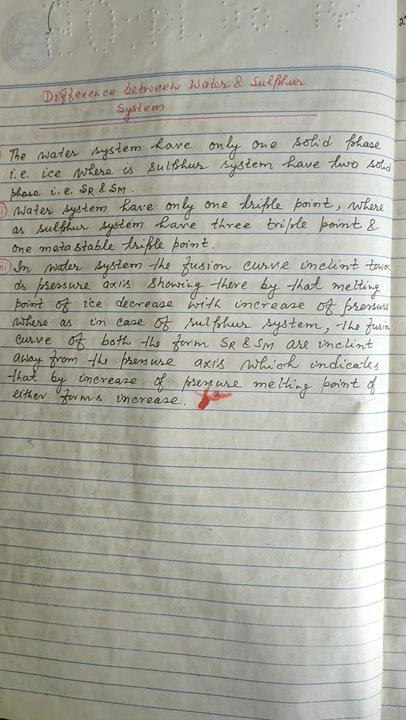 Difference between Water & Sulphur
System
The water system have only one solid phase
i.e. ice where is sulphur system have two solid
phase i.e. SR & SM.
Water system have only one triple point, where
as sulphur system have three triple point &
one metastable triple point.
In water system the fusion curve inclint towar
ds pressure axis showing there by that melting
point of ice decrease with increase of pressure
where as in case of sulphur system, the fusion
curve of both the form SR & SM are inclint
away from the pressure axis which indicates
that by increase of pressure melting point of
either forms increase.